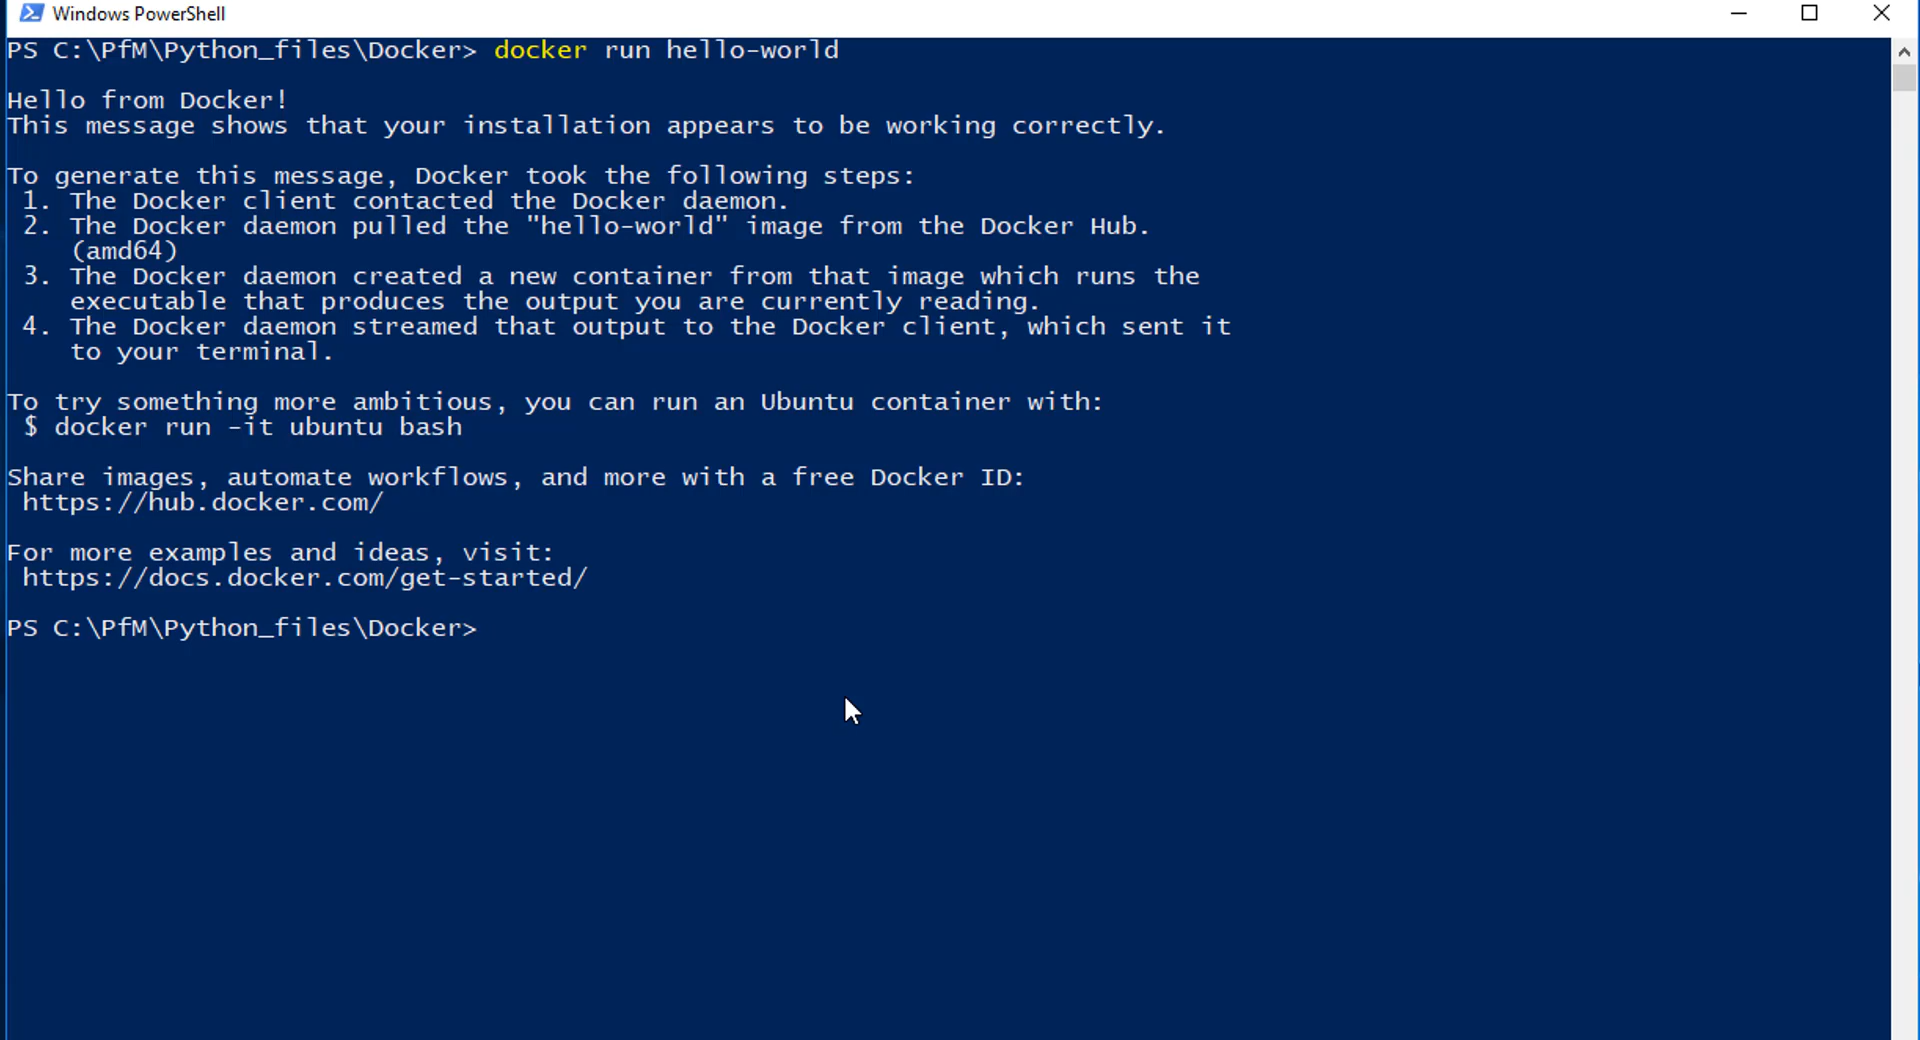 Windows PowerShell
PS C:\PfM\Python_files\Docker> docker run hello-world
Hello from Docker!
This message shows that your installation appears to be working correctly.
To generate this message, Docker took the following steps:
1. The Docker client contacted the Docker daemon.
2. The Docker daemon pulled the "hello-world" image from the Docker Hub.
(amd64)
3. The Docker daemon created a new container from that image which runs the
executable that produces the output you are currently reading.
4. The Docker daemon streamed that output to the Docker client, which sent it
to your terminal.
To try something more ambitious, you can run an Ubuntu container with:
$ docker run -it ubuntu bash
Share images, automate workflows, and more with a free Docker ID:
https://hub.docker.com/
For more examples and ideas, visit:
https://docs.docker.com/get-started/
PS C:\PfM\Python_files\Docker>